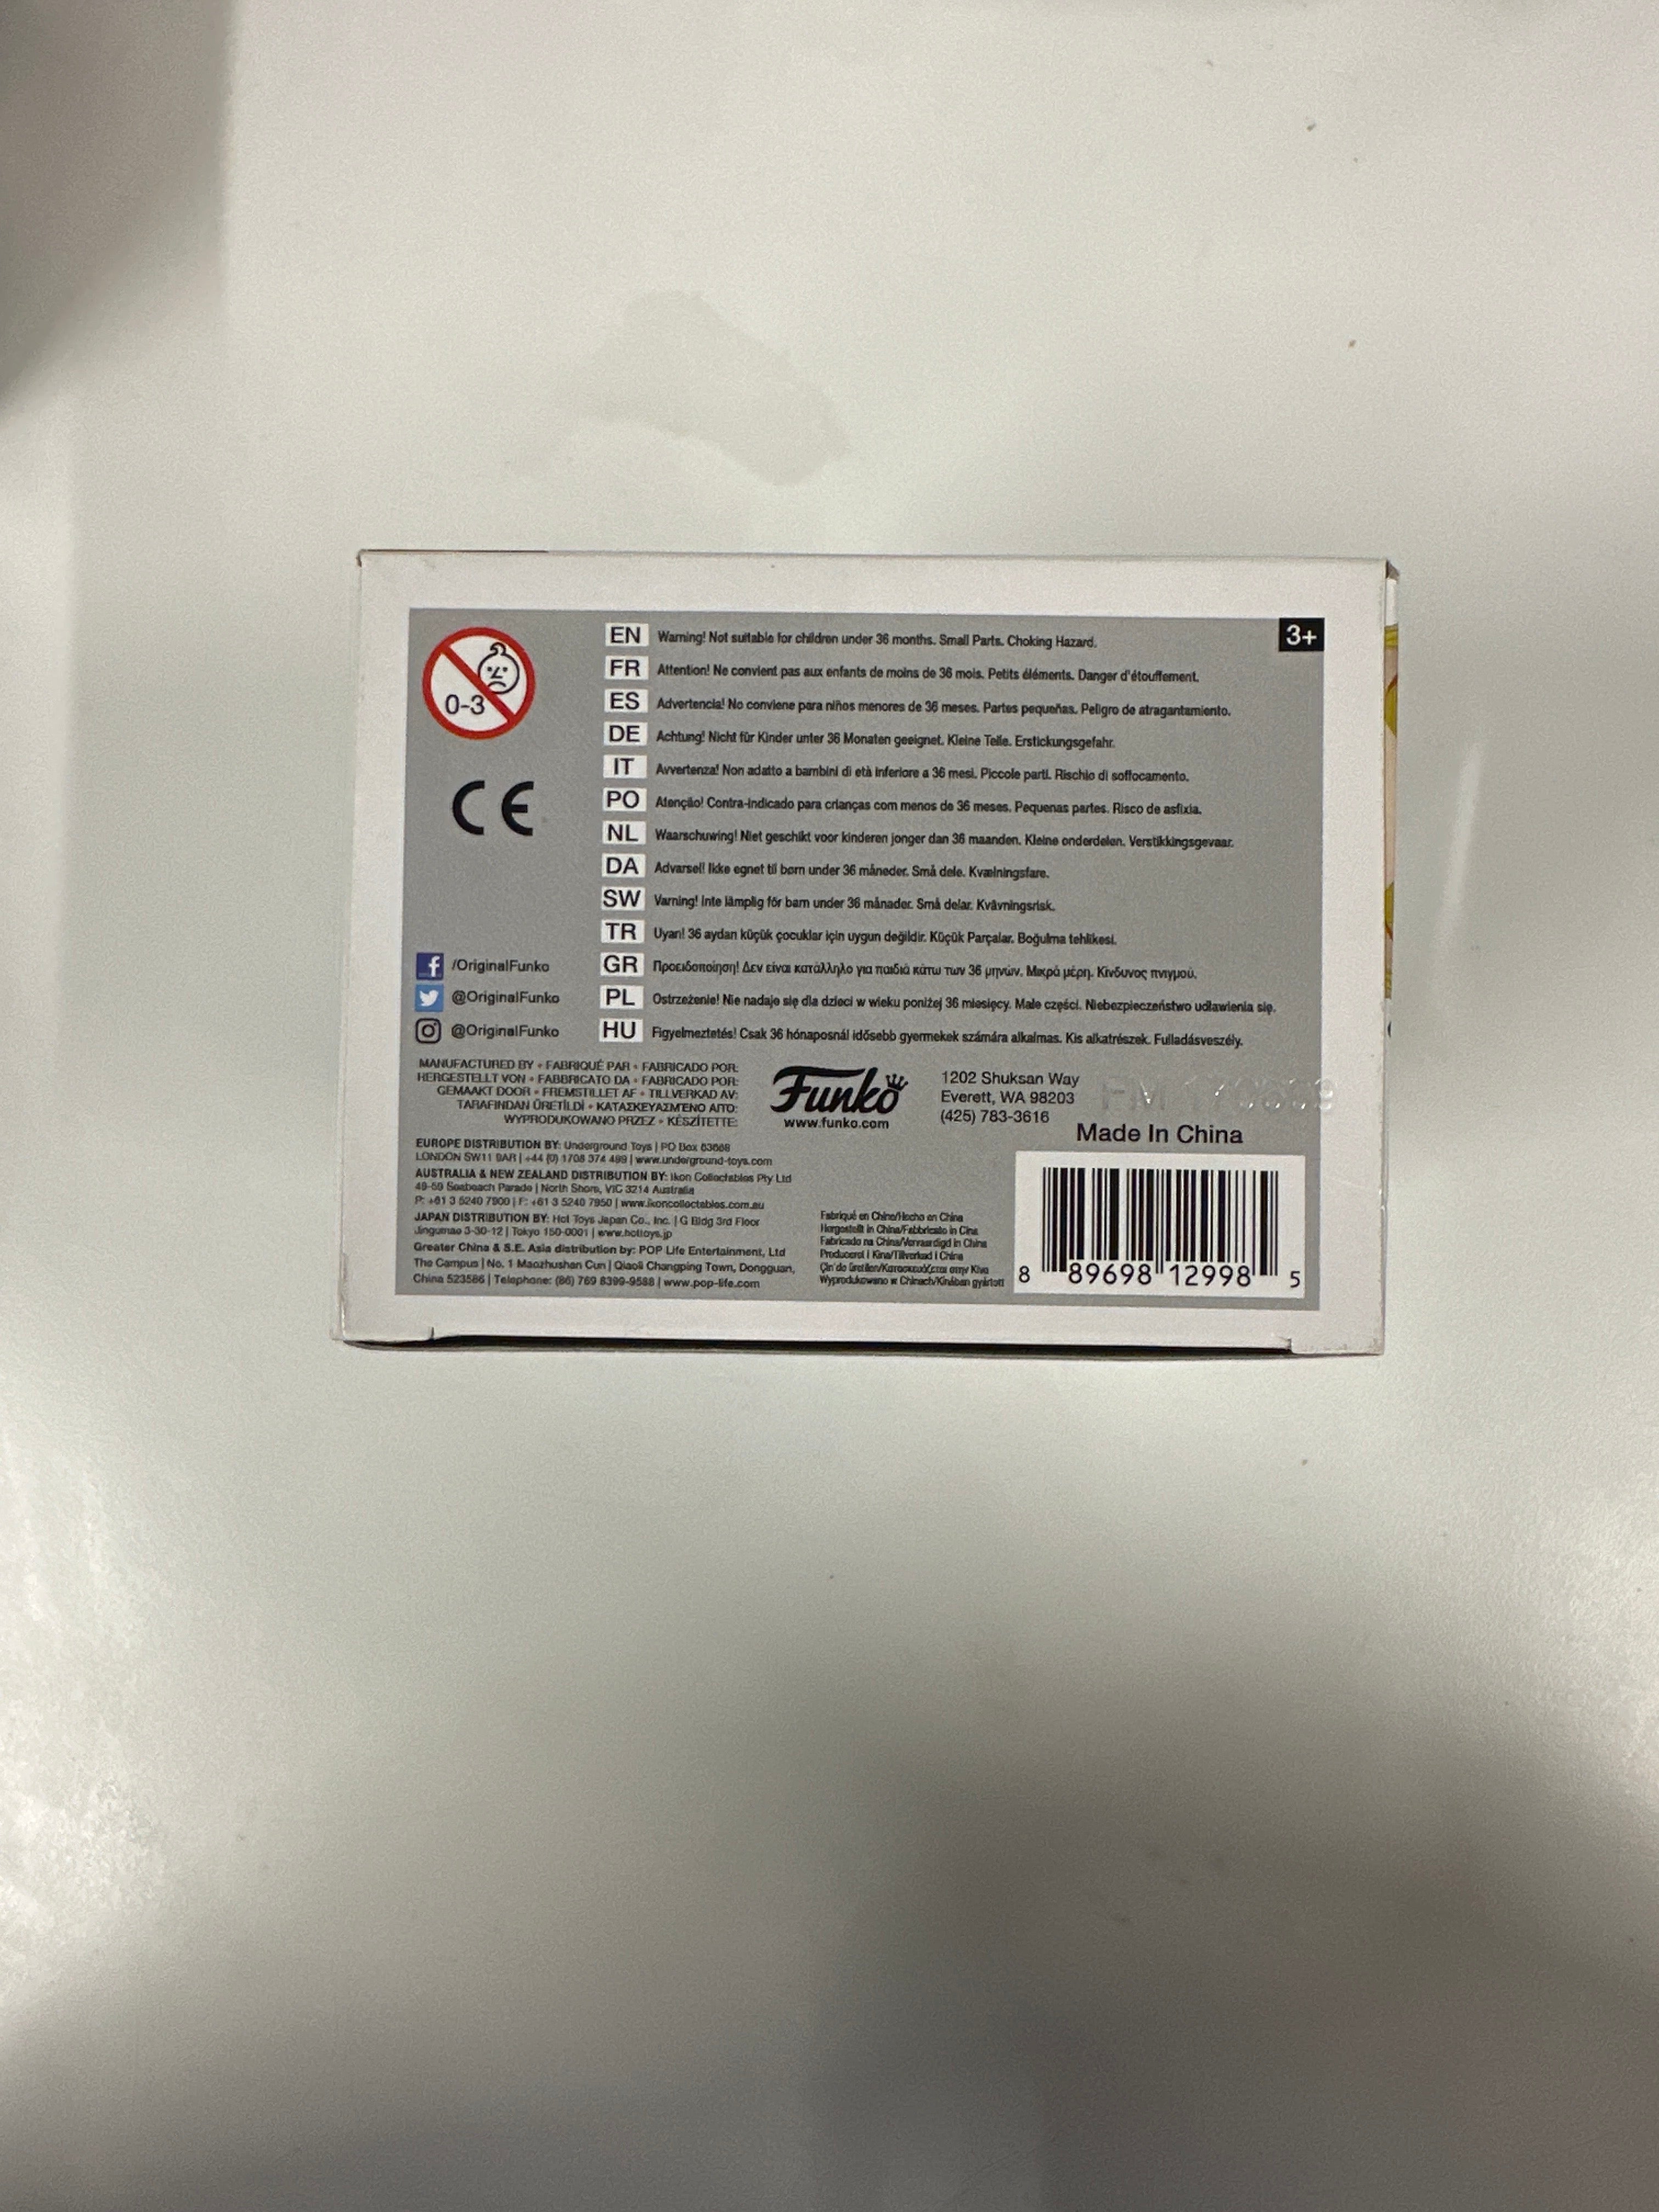 EN Warning! Not suitable for children under 36 months. Small Parts. Choking Hazard.
3+
FR Attention! Ne convient pas aux enfants de moins de 36 mois. Petits éléments. Danger d'étouffement.
ES Advertencia! No conviene para niños menores de 36 meses. Partes pequeñas. Peligro de atragantamiento.
0-3
DE Achtung! Nicht für Kinder unter 36 Monaten geeignet. Kleine Teile. Erstickungsgefahr.
IT Avvertenza! Non adatto a bambini di età inferiore a 36 mesi. Piccole parti. Rischio di soffocamento.
PO Atenção! Contra-indicado para crianças com menos de 36 meses. Pequenas partes. Risco de asfixia.
CE
NL Waarschuwing! Niet geschikt voor kinderen jonger dan 36 maanden. Kleine onderdelen. Verstikkingsgevaar.
DA Advarsel! Ikke egnet til børn under 36 måneder. Små dele. Kvælningsfare.
SW Varning! Inte lämplig för barn under 36 månader. Små delar. Kvävningsrisk.
TR Uyarı! 36 aydan küçük çocuklar için uygun değildir. Küçük Parçalar. Boğulma tehlikesi.
GR Προειδοποίηση! Δεν είναι κατάλληλο για παιδιά κάτω των 36 μηνών. Μικρά μέρη. Κίνδυνος πνιγμού.
PL Ostrzeżenie! Nie nadaje się dla dzieci w wieku poniżej 36 miesięcy. Małe części. Niebezpieczeństwo udławienia się.
HU Figyelmeztetés! Csak 36 hónaposnál idősebb gyermekek számára alkalmas. Kis alkatrészek. Fulladásveszély.
/OriginalFunko
@OriginalFunko
@OriginalFunko
MANUFACTURED BY • FABRIQUÉ PAR • FABRICADO POR:
HERGESTELLT VON • FABBRICATO DA • FABRICADO POR:
GEMAAKT DOOR • FREMSTILLET AF • TILLVERKAD AV:
TARAFINDAN ÜRETİLDİ • ΚΑΤΑΣΚΕΥΑΣΜΈΝΟ ΑΠΌ:
WYPRODUKOWANO PRZEZ • KÉSZÍTETTE:
Funko
www.funko.com
1202 Shuksan Way
Everett, WA 98203
(425) 783-3616
Made In China
EUROPE DISTRIBUTION BY: Underground Toys | PO Box 63668
LONDON SW11 9AR | +44 (0) 1708 374 499 | www.underground-toys.com
AUSTRALIA & NEW ZEALAND DISTRIBUTION BY: Ikon Collectables Pty Ltd
49-59 Seabeach Parade | North Shore, VIC 3214 Australia
P: +61 3 5240 7900 | F: +61 3 5240 7950 | www.ikoncollectables.com.au
JAPAN DISTRIBUTION BY: Hot Toys Japan Co., Inc. | G Bldg 3rd Floor
Jingumae 3-30-12 | Tokyo 150-0001 | www.hottoys.jp
Greater China & S.E. Asia distribution by: POP Life Entertainment, Ltd
The Campus | No. 1 Maozhushan Cun | Qiaoli Changping Town, Dongguan,
China 523586 | Telephone: (86) 769 8399-9588 | www.pop-life.com
Fabriqué en Chine/Hecho en China
Hergestellt in China/Fabbricato in Cina
Fabricado na China/Vervaardigd in China
Produceret i Kina/Tillverkad i China
Çin'de üretilen/Κατασκευάζεται στην Κίνα
Wyprodukowano w Chinach/Kínában gyártott
8 89698 12998 5